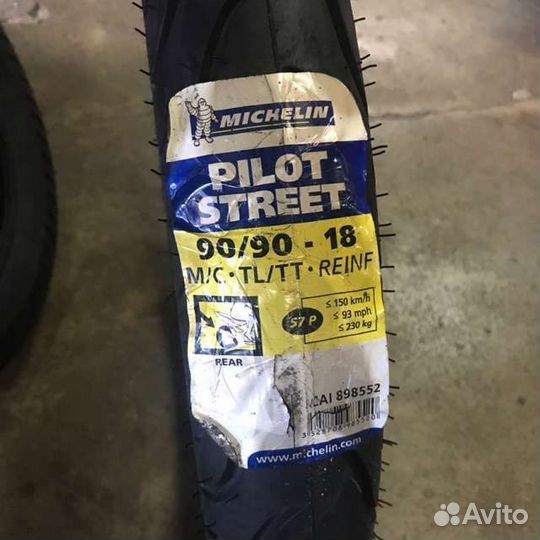 MICHELIN
PILOT
STREET
90/90 - 18
M/C · TL/TT · REINF
57 P
≤ 150 km/h
≤ 93 mph
≤ 230 kg
REAR
CAI 898552
www.michelin.com
Avito